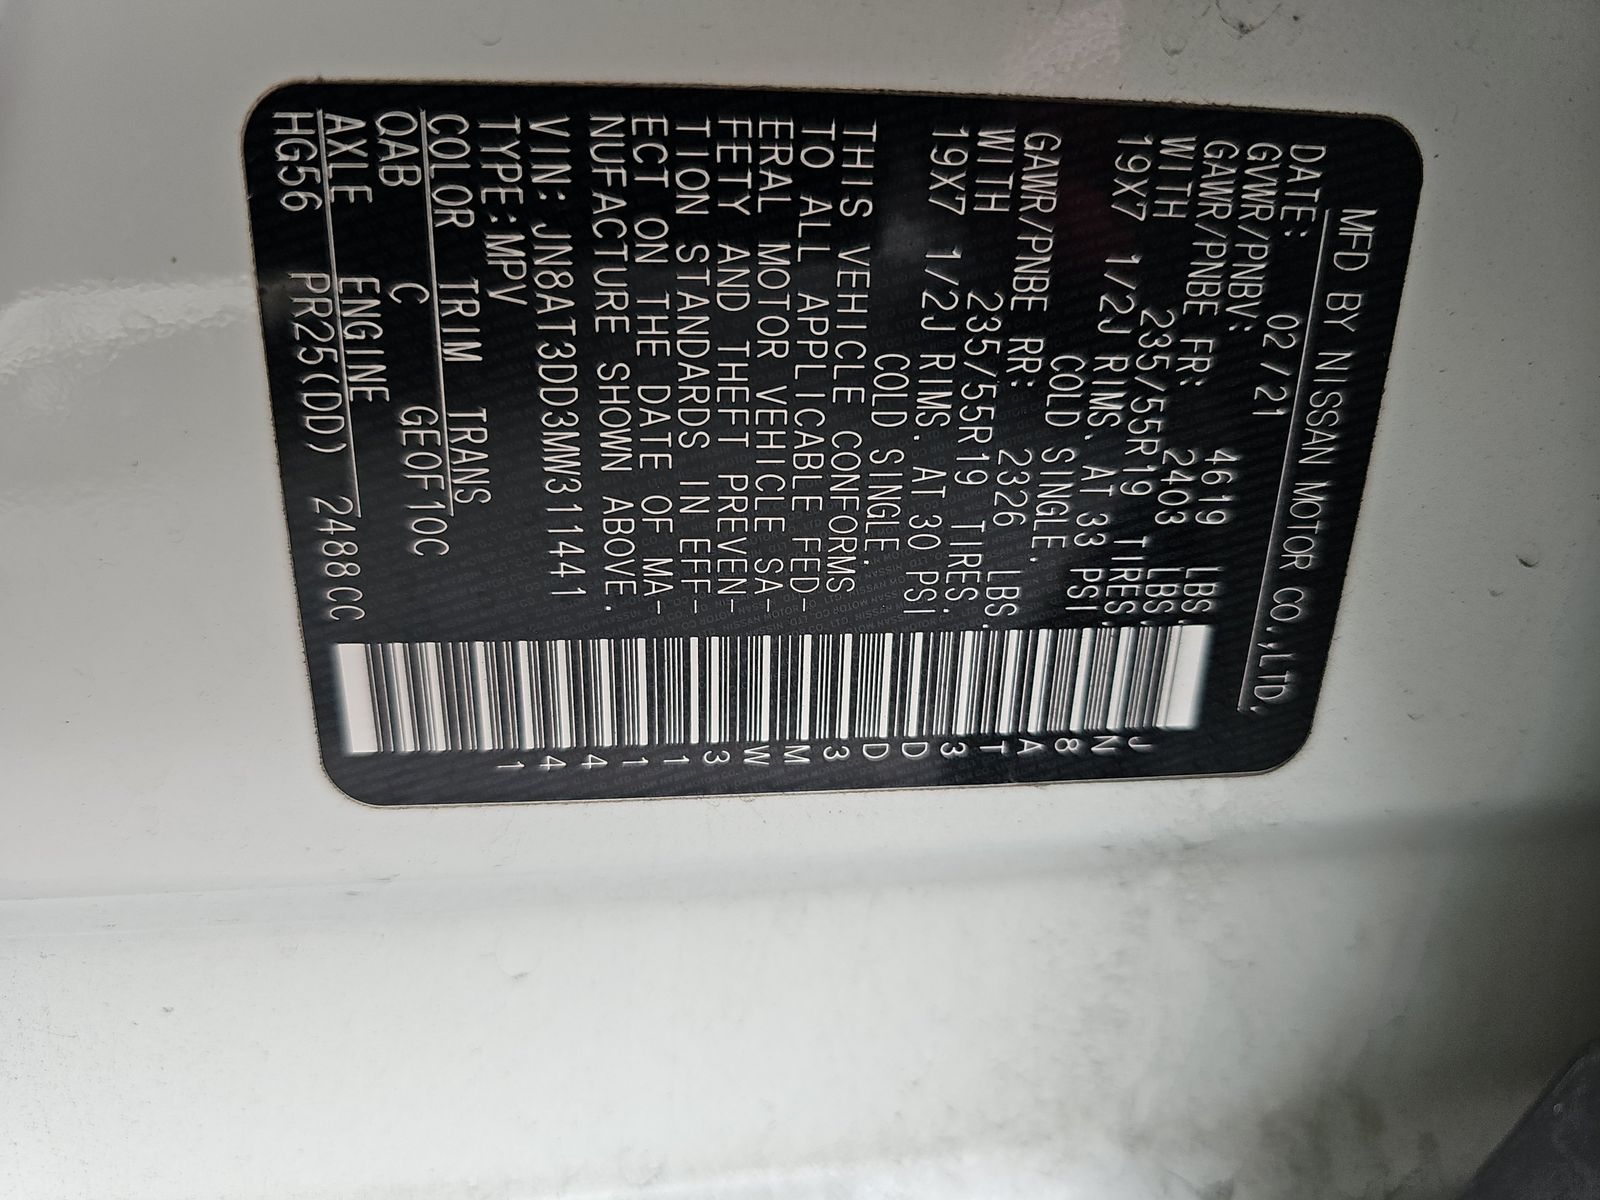 MFD BY NISSAN MOTOR CO.,LTD.
DATE: 02/21
GVWR/PNBV: 4619 LBS.
GAWR/PNBE FR: 2403 LBS.
WITH 235/55R19 TIRES.
19X7 1/2J RIMS. AT 33 PSI
COLD SINGLE.
GAWR/PNBE RR: 2326 LBS.
WITH 235/55R19 TIRES.
19X7 1/2J RIMS. AT 30 PSI
COLD SINGLE.
THIS VEHICLE CONFORMS
TO ALL APPLICABLE FED-
ERAL MOTOR VEHICLE SA-
FETY AND THEFT PREVEN-
TION STANDARDS IN EFF-
ECT ON THE DATE OF MA-
NUFACTURE SHOWN ABOVE.
VIN: JN8AT3DD3MW311441
TYPE:MPV
COLOR TRIM TRANS
QAB C GE0F10C
AXLE ENGINE
HG56 PR25(DD) 2488CC
JN8AT3DD3MW311441